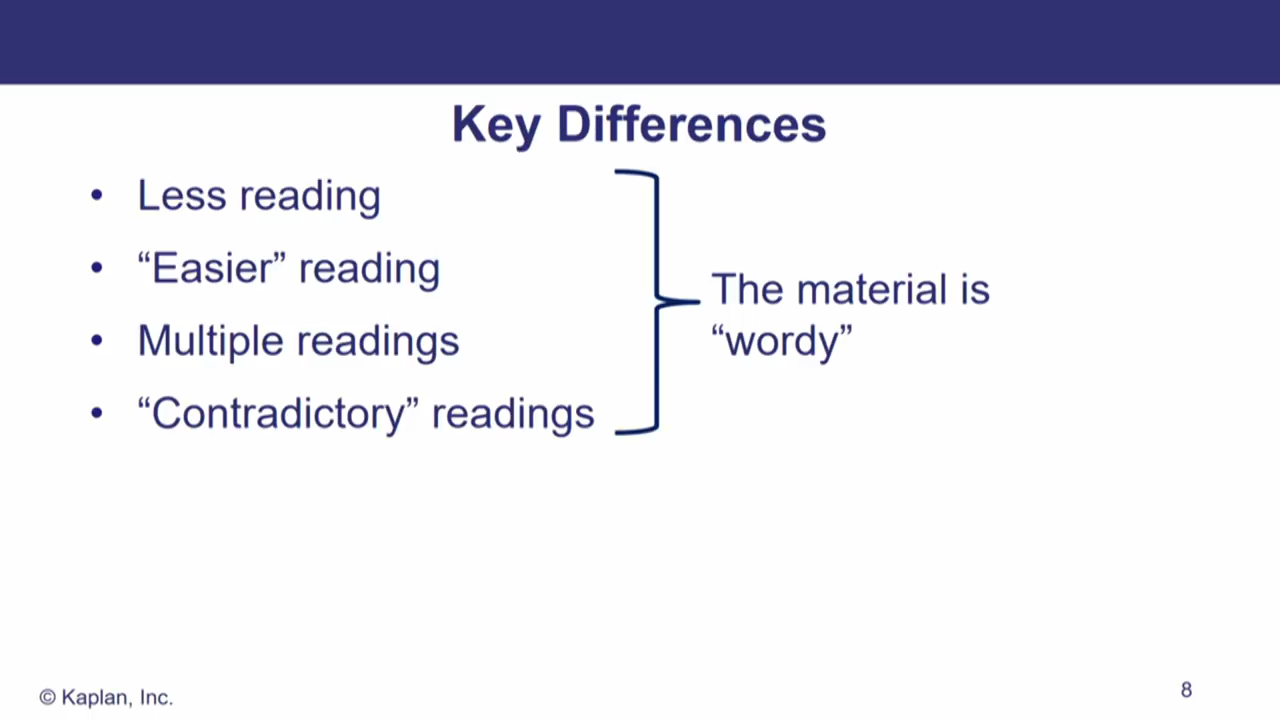 Key Differences
• Less reading
• “Easier” reading
• Multiple readings
• “Contradictory” readings
The material is
“wordy”
© Kaplan, Inc.
8